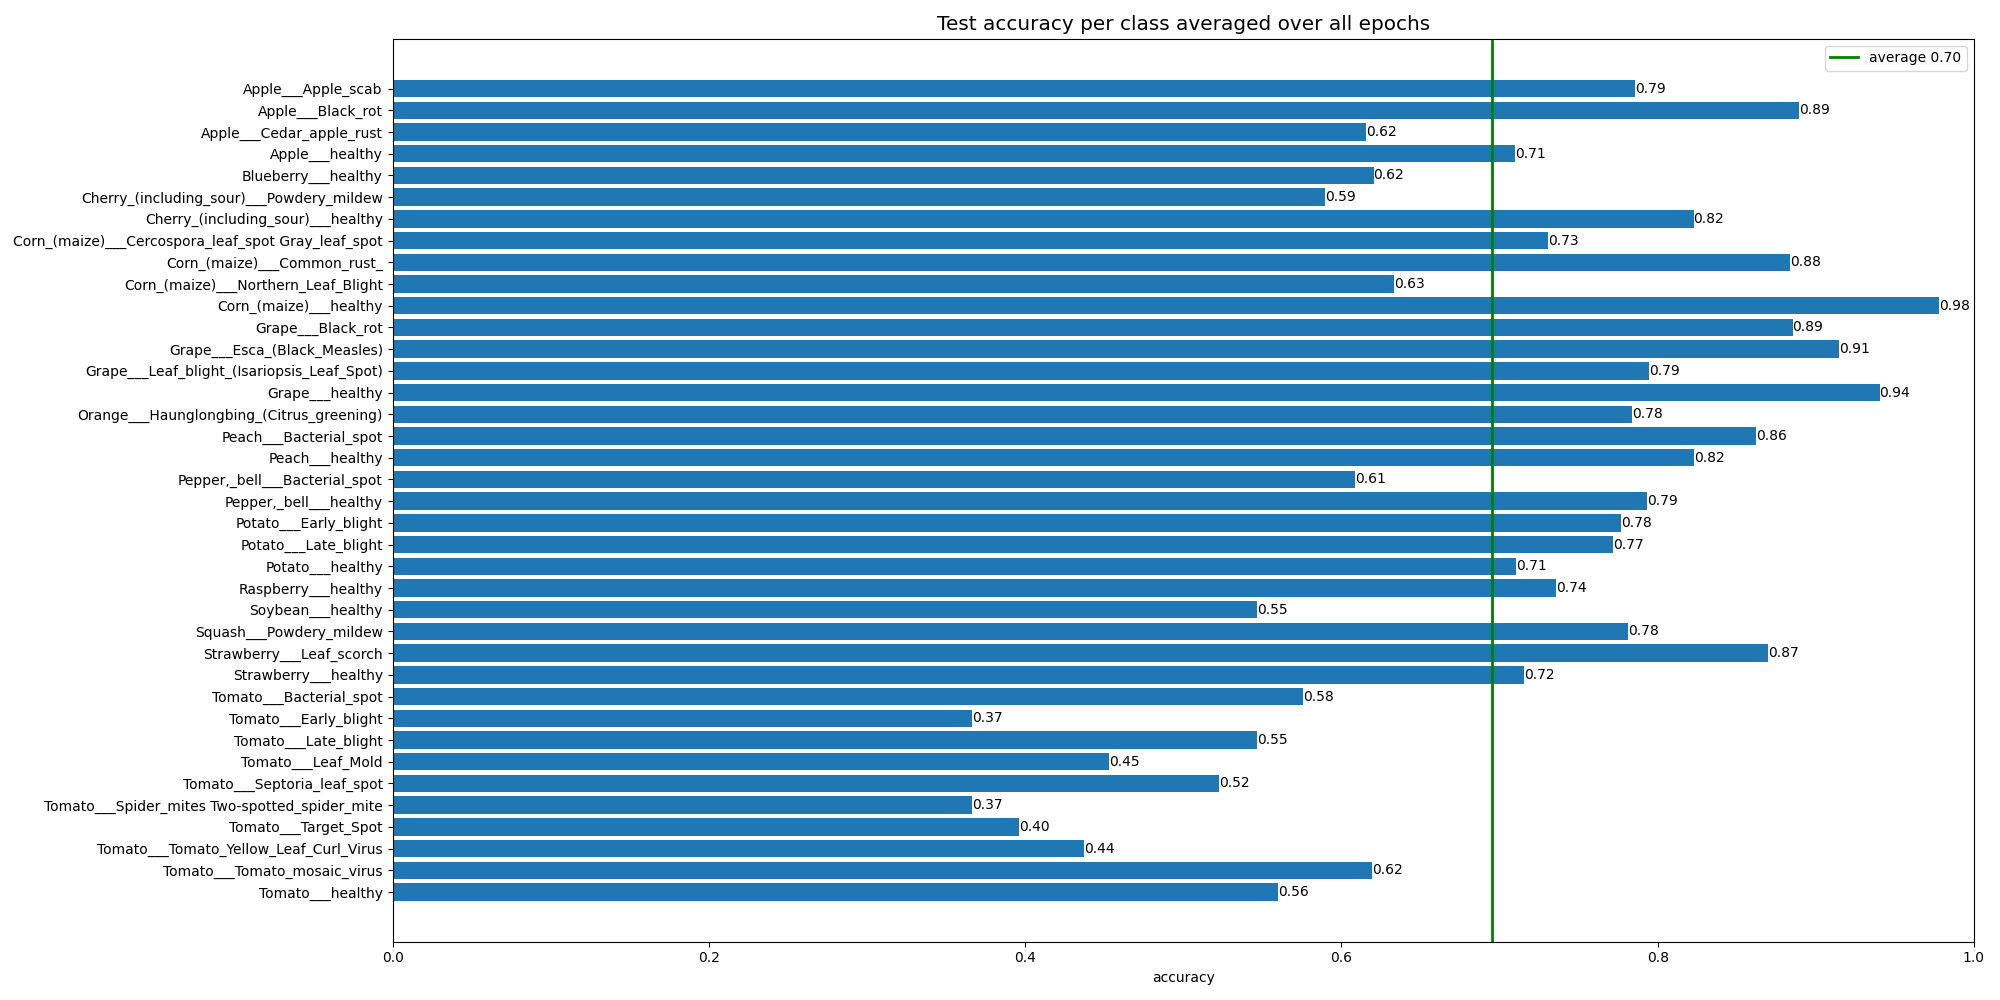 Test accuracy per class averaged over all epochs
average 0.70
Apple___Apple_scab 0.79
Apple___Black_rot 0.89
Apple___Cedar_apple_rust 0.62
Apple___healthy 0.71
Blueberry___healthy 0.62
Cherry_(including_sour)___Powdery_mildew 0.59
Cherry_(including_sour)___healthy 0.82
Corn_(maize)___Cercospora_leaf_spot Gray_leaf_spot 0.73
Corn_(maize)___Common_rust_ 0.88
Corn_(maize)___Northern_Leaf_Blight 0.63
Corn_(maize)___healthy 0.98
Grape___Black_rot 0.89
Grape___Esca_(Black_Measles) 0.91
Grape___Leaf_blight_(Isariopsis_Leaf_Spot) 0.79
Grape___healthy 0.94
Orange___Haunglongbing_(Citrus_greening) 0.78
Peach___Bacterial_spot 0.86
Peach___healthy 0.82
Pepper,_bell___Bacterial_spot 0.61
Pepper,_bell___healthy 0.79
Potato___Early_blight 0.78
Potato___Late_blight 0.77
Potato___healthy 0.71
Raspberry___healthy 0.74
Soybean___healthy 0.55
Squash___Powdery_mildew 0.78
Strawberry___Leaf_scorch 0.87
Strawberry___healthy 0.72
Tomato___Bacterial_spot 0.58
Tomato___Early_blight 0.37
Tomato___Late_blight 0.55
Tomato___Leaf_Mold 0.45
Tomato___Septoria_leaf_spot 0.52
Tomato___Spider_mites Two-spotted_spider_mite 0.37
Tomato___Target_Spot 0.40
Tomato___Tomato_Yellow_Leaf_Curl_Virus 0.44
Tomato___Tomato_mosaic_virus 0.62
Tomato___healthy 0.56
0.0 0.2 0.4 0.6 0.8 1.0
accuracy